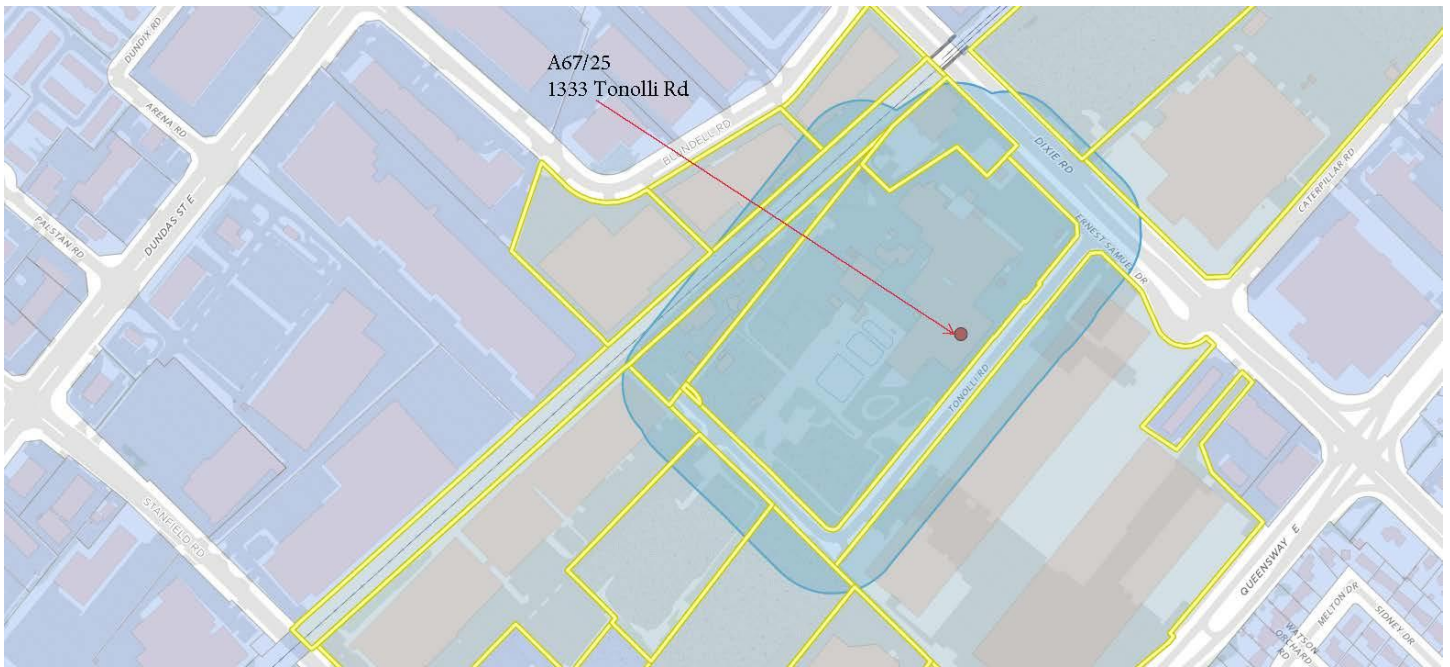 DUNDIX RD
A67/25
1333 Tonolli Rd
ARENA RD
BLUNDELL RD
DIXIE RD
CATERPILLAR RD
PALSTAN RD
DUNDAS ST E
ERNEST SAMUEL DR
TONOLLI RD
STANFIELD RD
QUEENSWAY E
MELTON DR
SIDNEY DR
WATSON
ORCHARD
RD